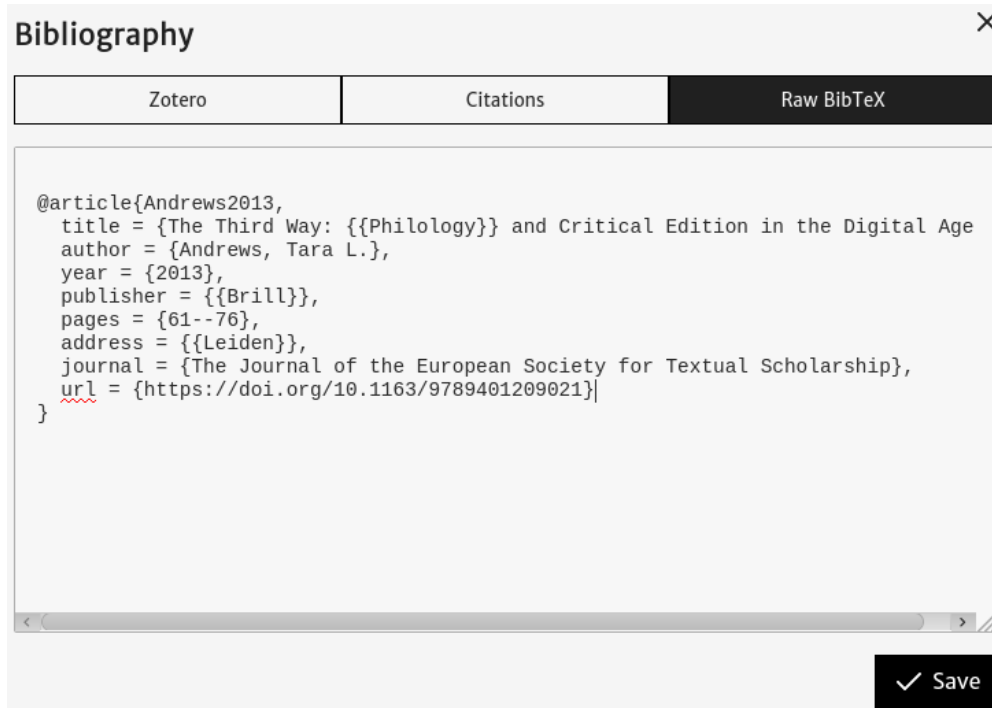 Bibliography
Zotero
Citations
Raw BibTeX
@article{Andrews2013,
title = {The Third Way: {{Philology}} and Critical Edition in the Digital Age
author = {Andrews, Tara L.},
year = {2013},
publisher = {{Brill}},
pages = {61--76},
address = {{Leiden}},
journal = {The Journal of the European Society for Textual Scholarship},
url = {https://doi.org/10.1163/9789401209021}
}
Save